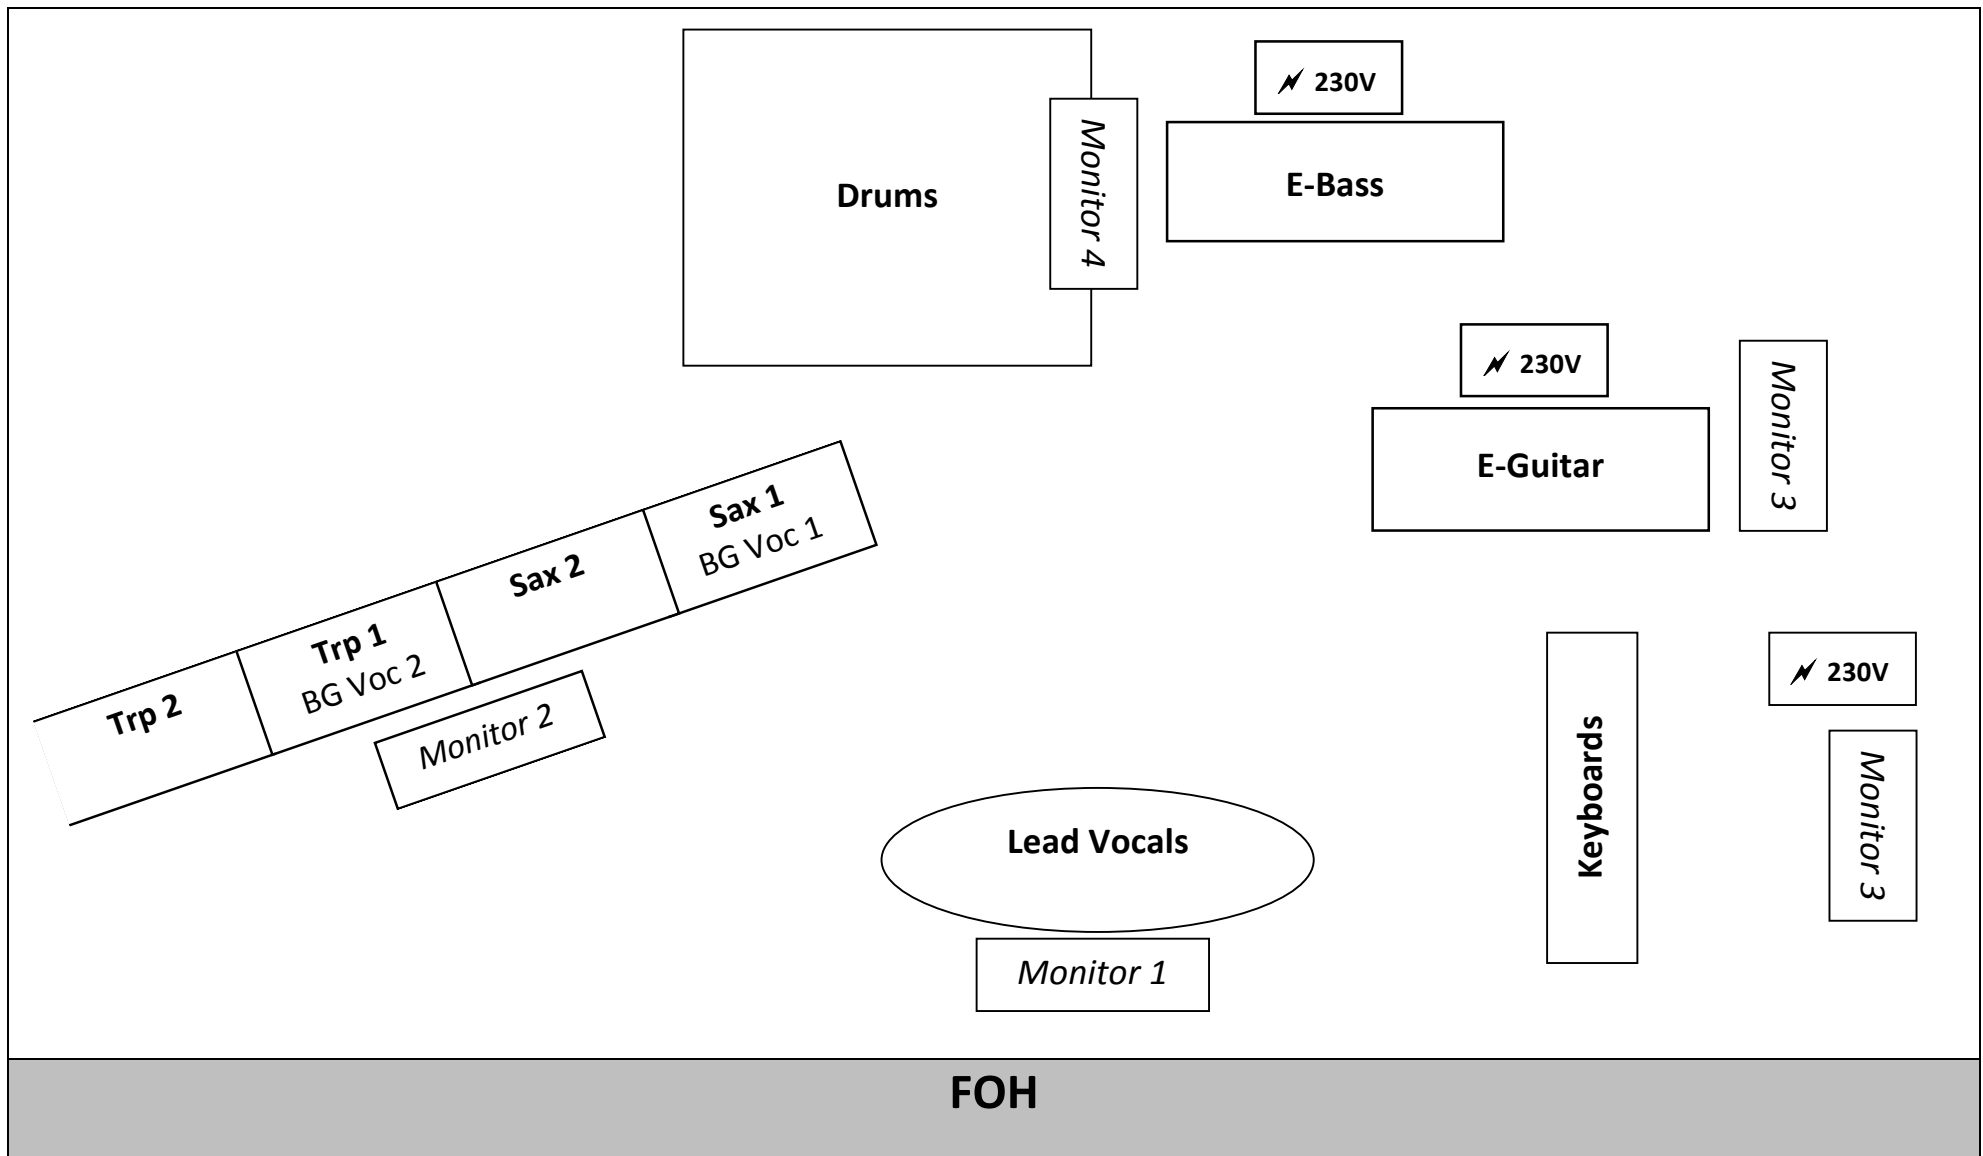 230V
Drums
Monitor 4
E-Bass
230V
E-Guitar
Monitor 3
Sax 1
BG Voc 1
Sax 2
Trp 1
BG Voc 2
Trp 2
Monitor 2
230V
Keyboards
Monitor 3
Lead Vocals
Monitor 1
FOH